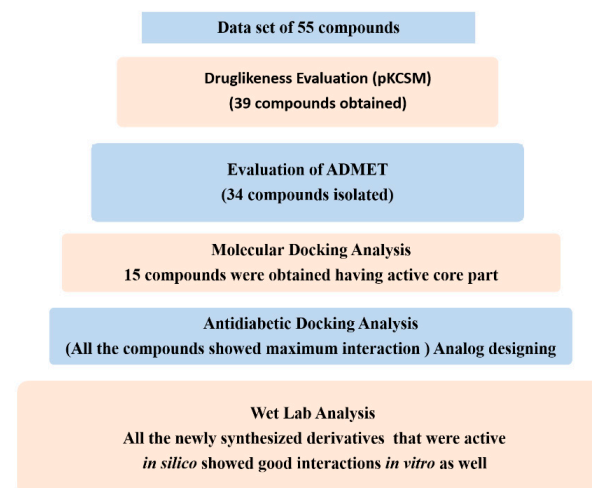 Data set of 55 compounds
Druglikeness Evaluation (pKCSM)
(39 compounds obtained)
Evaluation of ADMET
(34 compounds isolated)
Molecular Docking Analysis
15 compounds were obtained having active core part
Antidiabetic Docking Analysis
(All the compounds showed maximum interaction ) Analog designing
Wet Lab Analysis
All the newly synthesized derivatives that were active
in silico showed good interactions in vitro as well